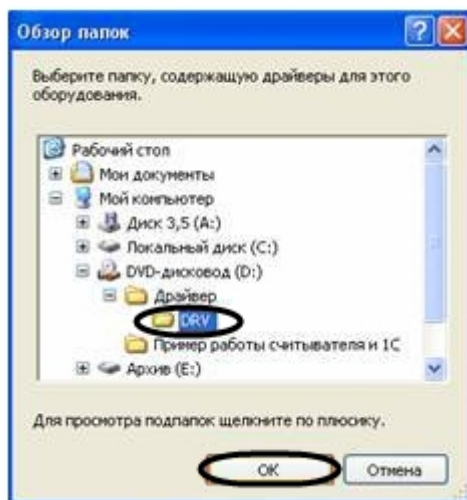 Обзор папок
Выберите папку, содержащую драйверы для этого
оборудования.
Рабочий стол
Мои документы
Мой компьютер
Диск 3,5 (A:)
Локальный диск (C:)
DVD-дисковод (D:)
Драйвер
DRV
Пример работы считывателя и 1С
Архив (E:)
Для просмотра подпапок щелкните по плюсику.
ОК Отмена